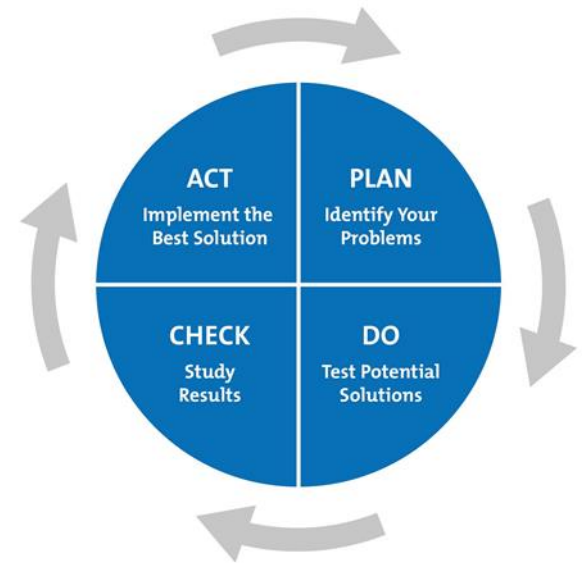 ACT
Implement the
Best Solution
PLAN
Identify Your
Problems
CHECK
Study
Results
DO
Test Potential
Solutions